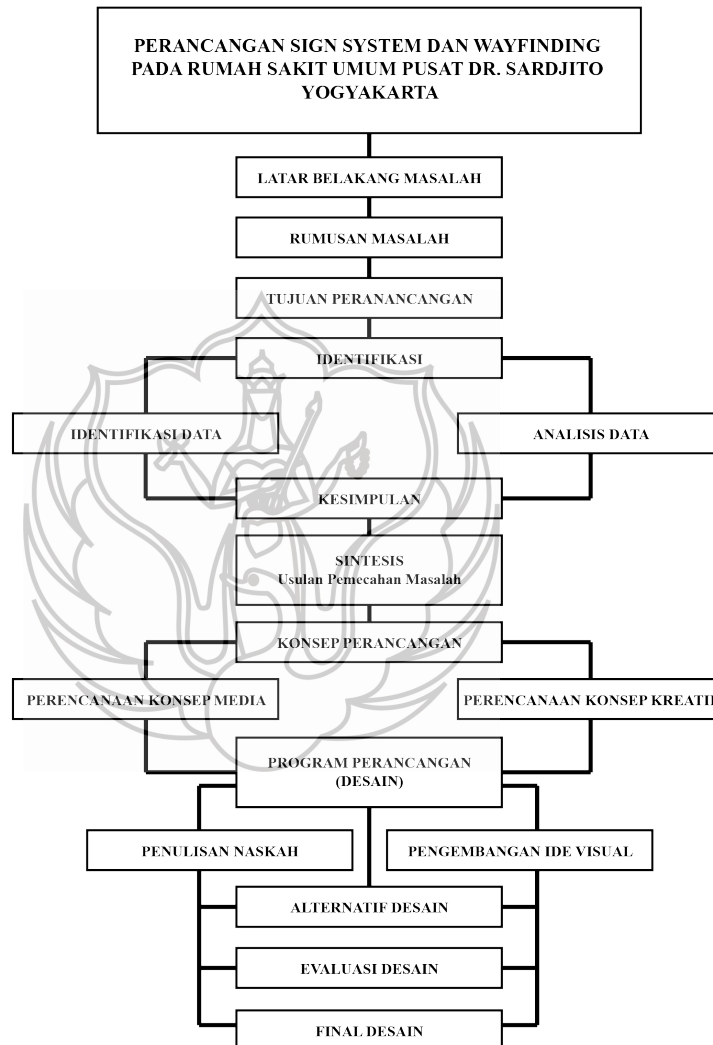 PERANCANGAN SIGN SYSTEM DAN WAYFINDING
PADA RUMAH SAKIT UMUM PUSAT DR. SARDJITO
YOGYAKARTA
LATAR BELAKANG MASALAH
RUMUSAN MASALAH
TUJUAN PERANANCANGAN
IDENTIFIKASI
IDENTIFIKASI DATA
ANALISIS DATA
KESIMPULAN
SINTESIS
Usulan Pemecahan Masalah
KONSEP PERANCANGAN
PERENCANAAN KONSEP MEDIA
PERENCANAAN KONSEP KREATIF
PROGRAM PERANCANGAN
(DESAIN)
PENULISAN NASKAH
PENGEMBANGAN IDE VISUAL
ALTERNATIF DESAIN
EVALUASI DESAIN
FINAL DESAIN